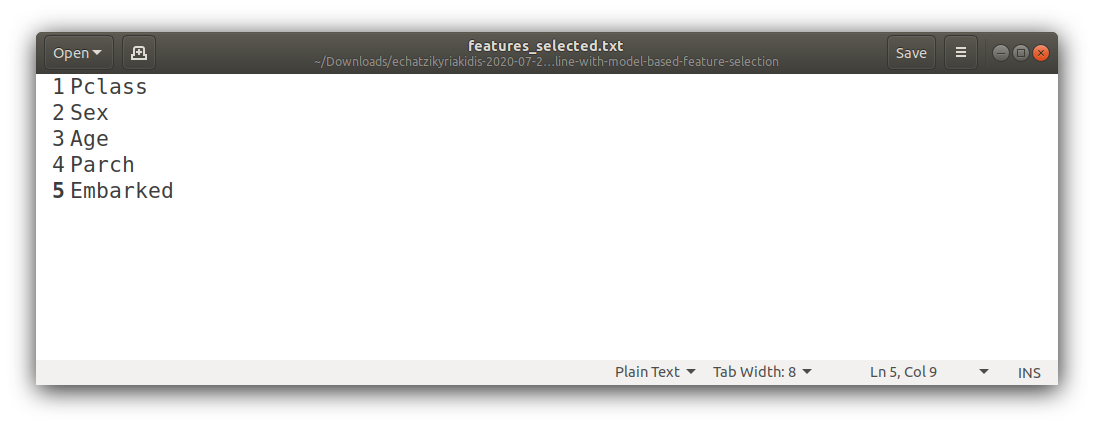 Open
features_selected.txt
~/Downloads/echatzikyriakidis-2020-07-2...line-with-model-based-feature-selection
Save
1 Pclass
2 Sex
3 Age
4 Parch
5 Embarked
Plain Text Tab Width: 8 Ln 5, Col 9 INS